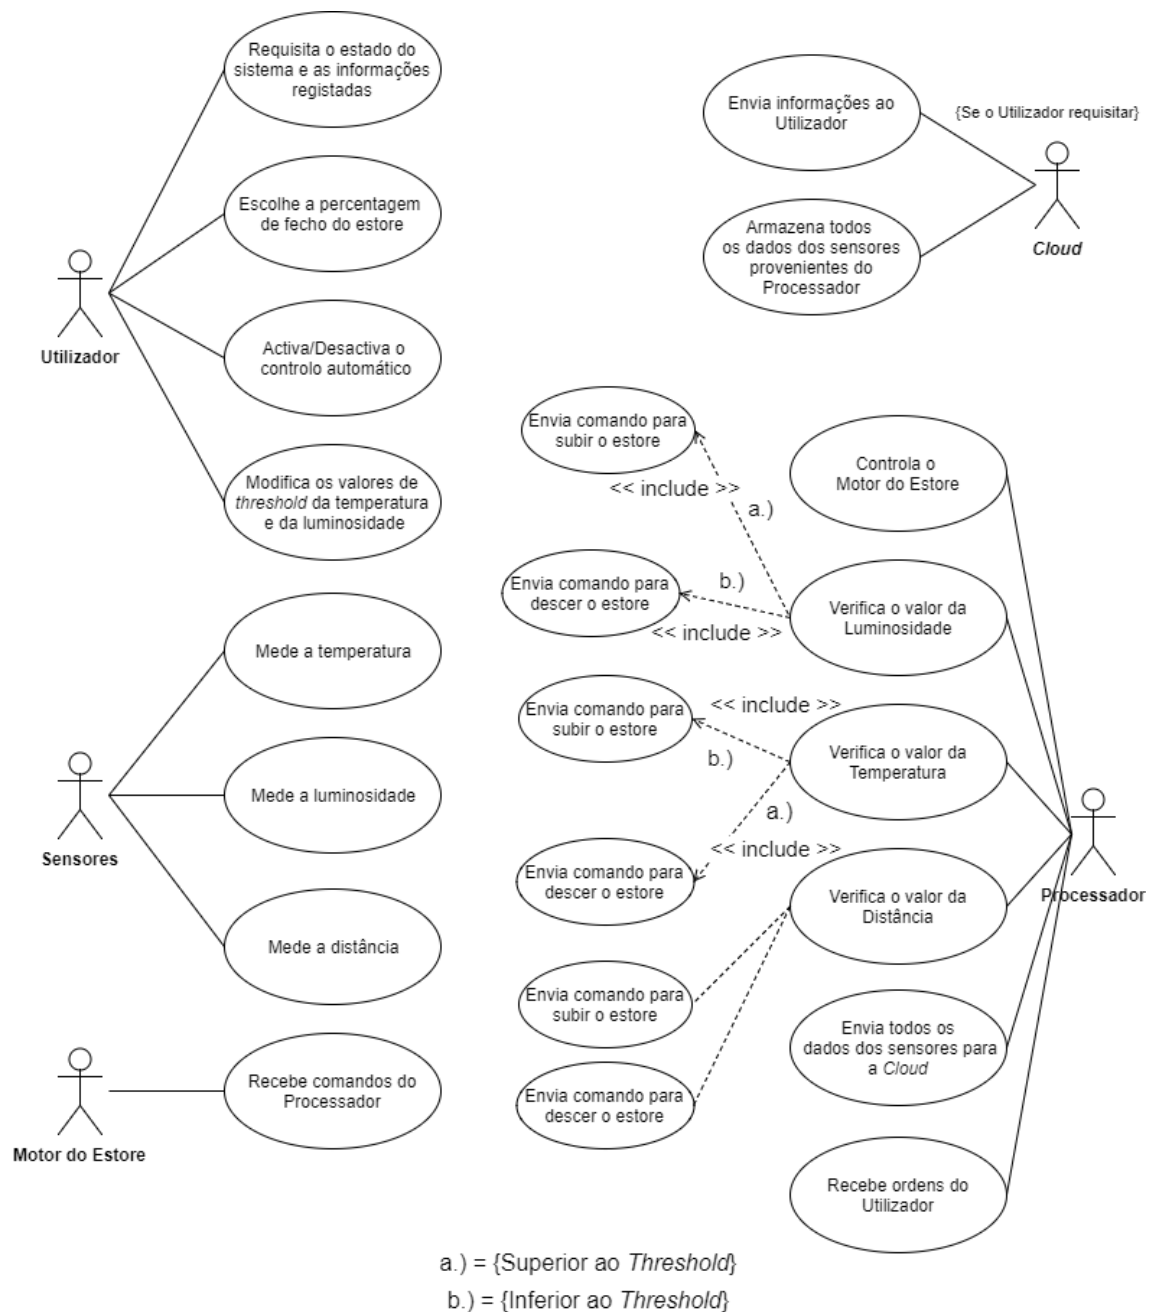 Requisita o estado do
sistema e as informações
registadas
Escolhe a percentagem
de fecho do estore
Utilizador
Activa/Desactiva o
controlo automático
Modifica os valores de
threshold da temperatura
e da luminosidade
Envia informações ao
Utilizador
{Se o Utilizador requisitar}
Armazena todos
os dados dos sensores
provenientes do
Processador
Cloud
Envia comando para
subir o estore
<< include >>
a.)
Controla o
Motor do Estore
Envia comando para
descer o estore
b.)
<< include >>
Verifica o valor da
Luminosidade
Mede a temperatura
Mede a luminosidade
Sensores
Mede a distância
Envia comando para
subir o estore
<< include >>
b.)
Verifica o valor da
Temperatura
a.)
<< include >>
Envia comando para
descer o estore
Verifica o valor da
Distância
Processador
Envia comando para
subir o estore
Envia comando para
descer o estore
Envia todos os
dados dos sensores para
a Cloud
Recebe ordens do
Utilizador
Recebe comandos do
Processador
Motor do Estore
a.) = {Superior ao Threshold}
b.) = {Inferior ao Threshold}